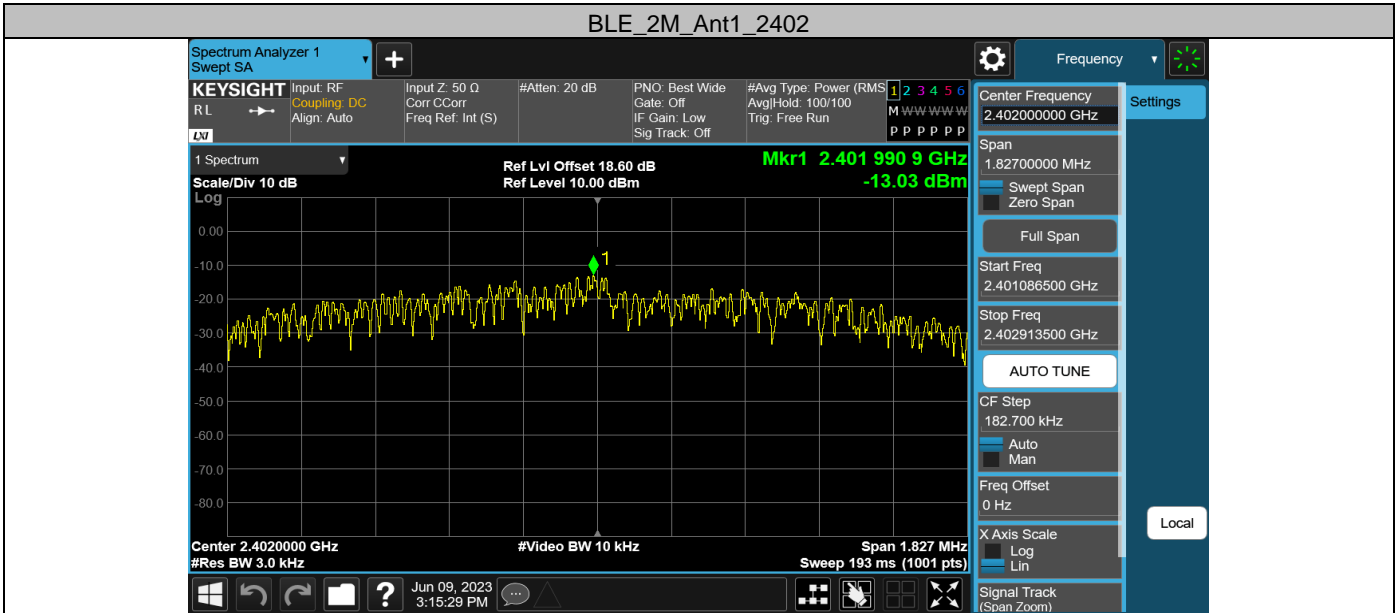 BLE_2M_Ant1_2402
Spectrum Analyzer 1
Swept SA
Frequency
KEYSIGHT
R L
LXI
Input: RF
Coupling: DC
Align: Auto
Input Z: 50 Ω
Corr CCorr
Freq Ref: Int (S)
#Atten: 20 dB
PNO: Best Wide
Gate: Off
IF Gain: Low
Sig Track: Off
#Avg Type: Power (RMS
Avg|Hold: 100/100
Trig: Free Run
1 2 3 4 5 6
M W W W W W
P P P P P P
1 Spectrum
Scale/Div 10 dB
Ref Lvl Offset 18.60 dB
Ref Level 10.00 dBm
Mkr1 2.401 990 9 GHz
-13.03 dBm
Log
0.00
-10.0
-20.0
-30.0
-40.0
-50.0
-60.0
-70.0
-80.0
1
Center 2.4020000 GHz
#Res BW 3.0 kHz
#Video BW 10 kHz
Span 1.827 MHz
Sweep 193 ms (1001 pts)
Center Frequency
2.402000000 GHz
Span
1.82700000 MHz
Swept Span
Zero Span
Full Span
Start Freq
2.401086500 GHz
Stop Freq
2.402913500 GHz
AUTO TUNE
CF Step
182.700 kHz
Auto
Man
Freq Offset
0 Hz
X Axis Scale
Log
Lin
Signal Track
(Span Zoom)
Settings
Local
?
Jun 09, 2023
3:15:29 PM